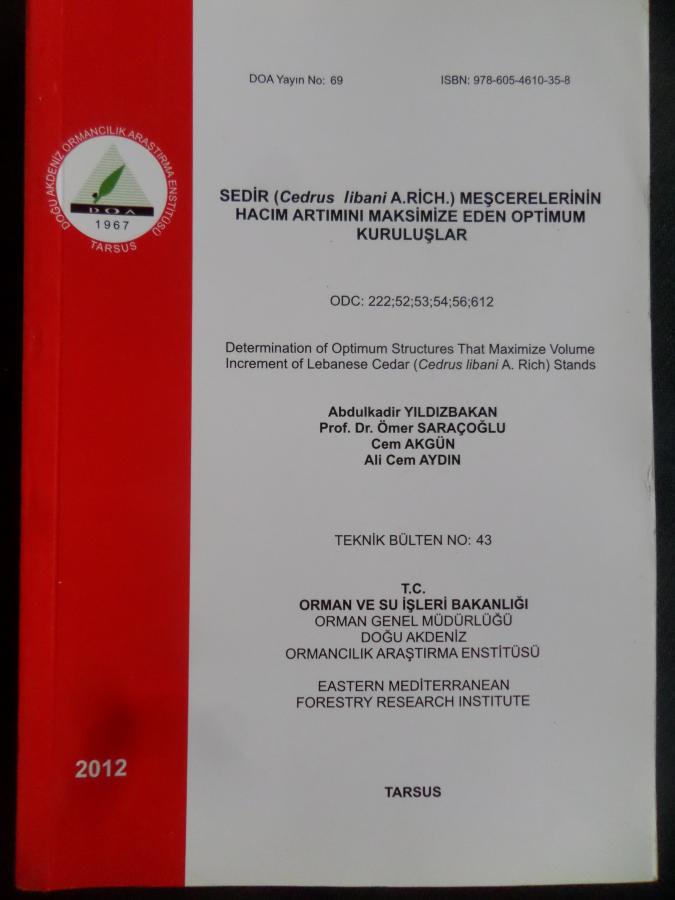 DOA Yayın No: 69
ISBN: 978-605-4610-35-8
DOĞU AKDENİZ ORMANCILIK ARAŞTIRMA ENSTİTÜSÜ
DOA
1967
TARSUS
SEDİR (Cedrus libani A.RİCH.) MEŞCERELERİNİN
HACIM ARTIMINI MAKSİMİZE EDEN OPTİMUM
KURULUŞLAR
ODC: 222;52;53;54;56;612
Determination of Optimum Structures That Maximize Volume
Increment of Lebanese Cedar (Cedrus libani A. Rich) Stands
Abdulkadir YILDIZBAKAN
Prof. Dr. Ömer SARAÇOĞLU
Cem AKGÜN
Ali Cem AYDIN
TEKNİK BÜLTEN NO: 43
T.C.
ORMAN VE SU İŞLERİ BAKANLIĞI
ORMAN GENEL MÜDÜRLÜĞÜ
DOĞU AKDENİZ
ORMANCILIK ARAŞTIRMA ENSTİTÜSÜ
EASTERN MEDİTERRANEAN
FORESTRY RESEARCH INSTITUTE
2012
TARSUS